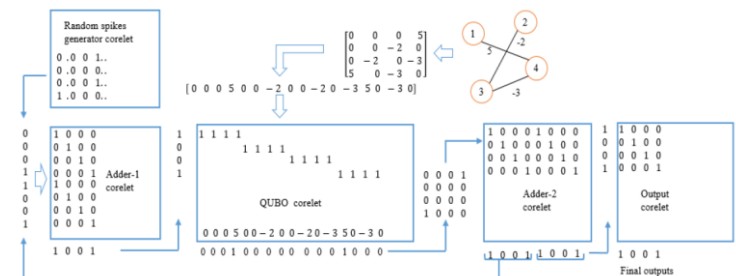 Random spikes
generator corelet
0 .0 0 1..
0 .0 0 0..
0 .0 0 1..
1 .0 0 0..
0 0 0 5
0 0 -2 0
0 -2 0 -3
5 0 -3 0
1
2
3
4
5
-2
-3
[0 0 0 5 0 0 -2 0 0 -2 0 -3 5 0 -3 0]
0
0
0
1
1
0
0
1
1 0 0 0
0 1 0 0
0 0 1 0
0 0 0 1
1 0 0 0
0 1 0 0
0 0 1 0
0 0 0 1
Adder-1
corelet
1 0 0 1
1
0
0
1
1 1 1 1
1 1 1 1
1 1 1 1
1 1 1 1
QUBO corelet
0 0 0 5 0 0 -2 0 0 -2 0 -3 5 0 -3 0
0 0 0 1 0 0 0 0 0 0 0 0 1 0 0 0
0 0 0 1
0 0 0 0
0 0 0 0
1 0 0 0
1 0 0 0 1 0 0 0
0 1 0 0 0 1 0 0
0 0 1 0 0 0 1 0
0 0 0 1 0 0 0 1
Adder-2
corelet
1 0 0 1 1 0 0 1
1
0
0
1
1 0 0 0
0 1 0 0
0 0 1 0
0 0 0 1
Output
corelet
1 0 0 1
Final outputs